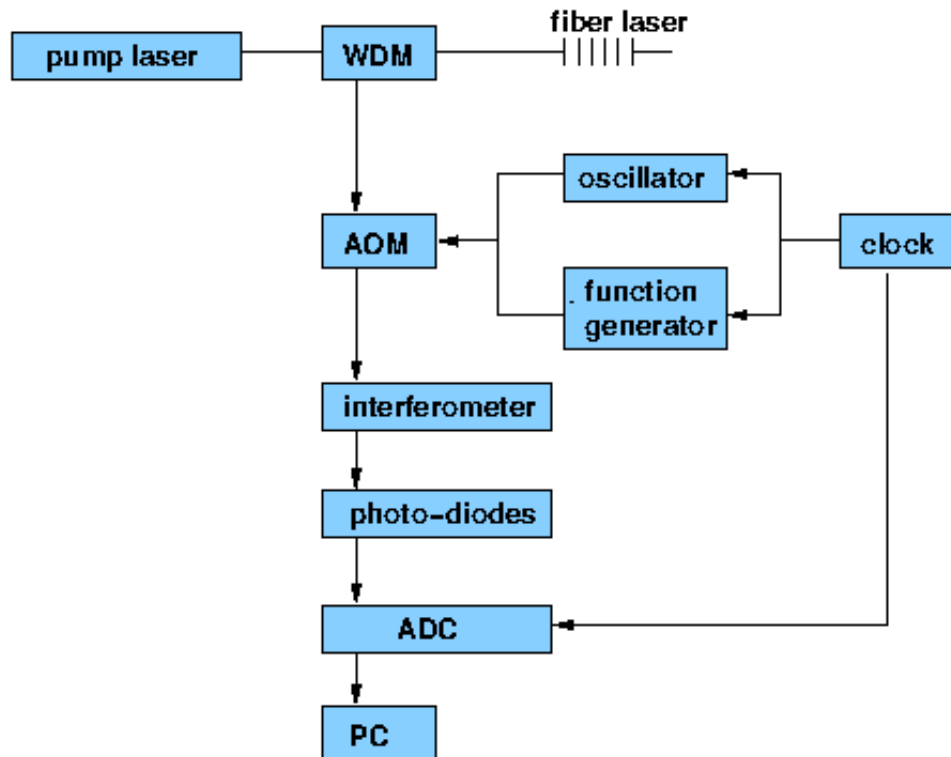 fiber laser
pump laser
WDM
oscillator
AOM
clock
function
generator
interferometer
photo-diodes
ADC
PC